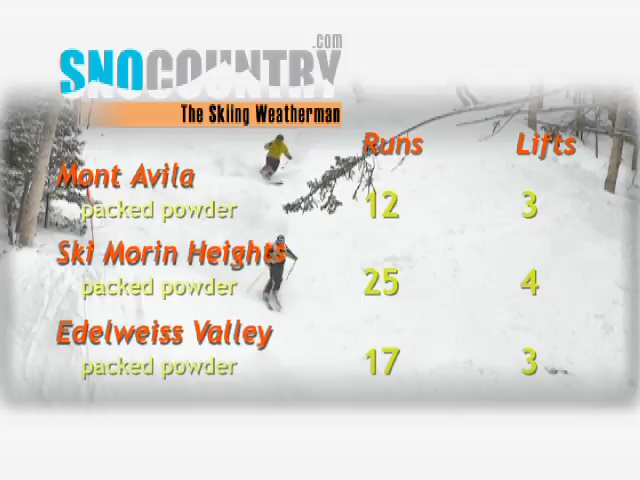 .com
SNOCOUNTRY
The Skiing Weatherman
Runs Lifts
Mont Avila
packed powder 12 3
Ski Morin Heights
packed powder 25 4
Edelweiss Valley
packed powder 17 3